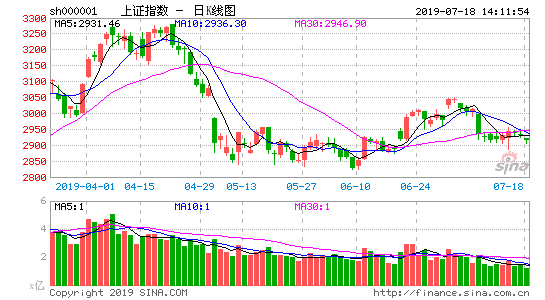 sh000001 上证指数 - 日K线图 2019-07-18 14:11:54
MA5:2931.46 MA10:2936.30 MA30:2946.90
3300
3250
3200
3150
3100
3050
3000
2950
2900
2850
2800
sina
2019-04-01 04-15 04-29 05-13 05-27 06-10 06-24 07-18
MA5:1 MA10:1 MA30:1
6
4
2
x亿
Copyright 2019 SINA.COM http://finance.sina.com.cn